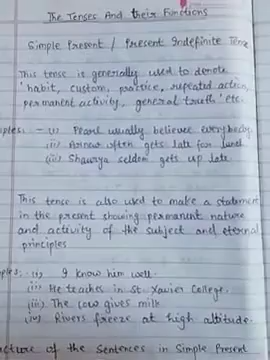 The Tenses And their Functions
Simple Present / Present Indefinite Tense
This tense is generally used to denote
'habit, custom, practice, repeated action,
permanent activity, general truth' etc.
ples: - (i) Pearl usually believes everybody.
(ii) Arinav often gets late for lunch
(iii) Shaurya seldom gets up late.
This tense is also used to make a statement
in the present showing permanent nature
and activity of the subject and eternal
principles
ples: (i) I know him well.
(ii) He teaches in St. Xavier College.
(iii) The cow gives milk
(iv) Rivers freeze at high altitude.
cture of the Sentences in Simple Present